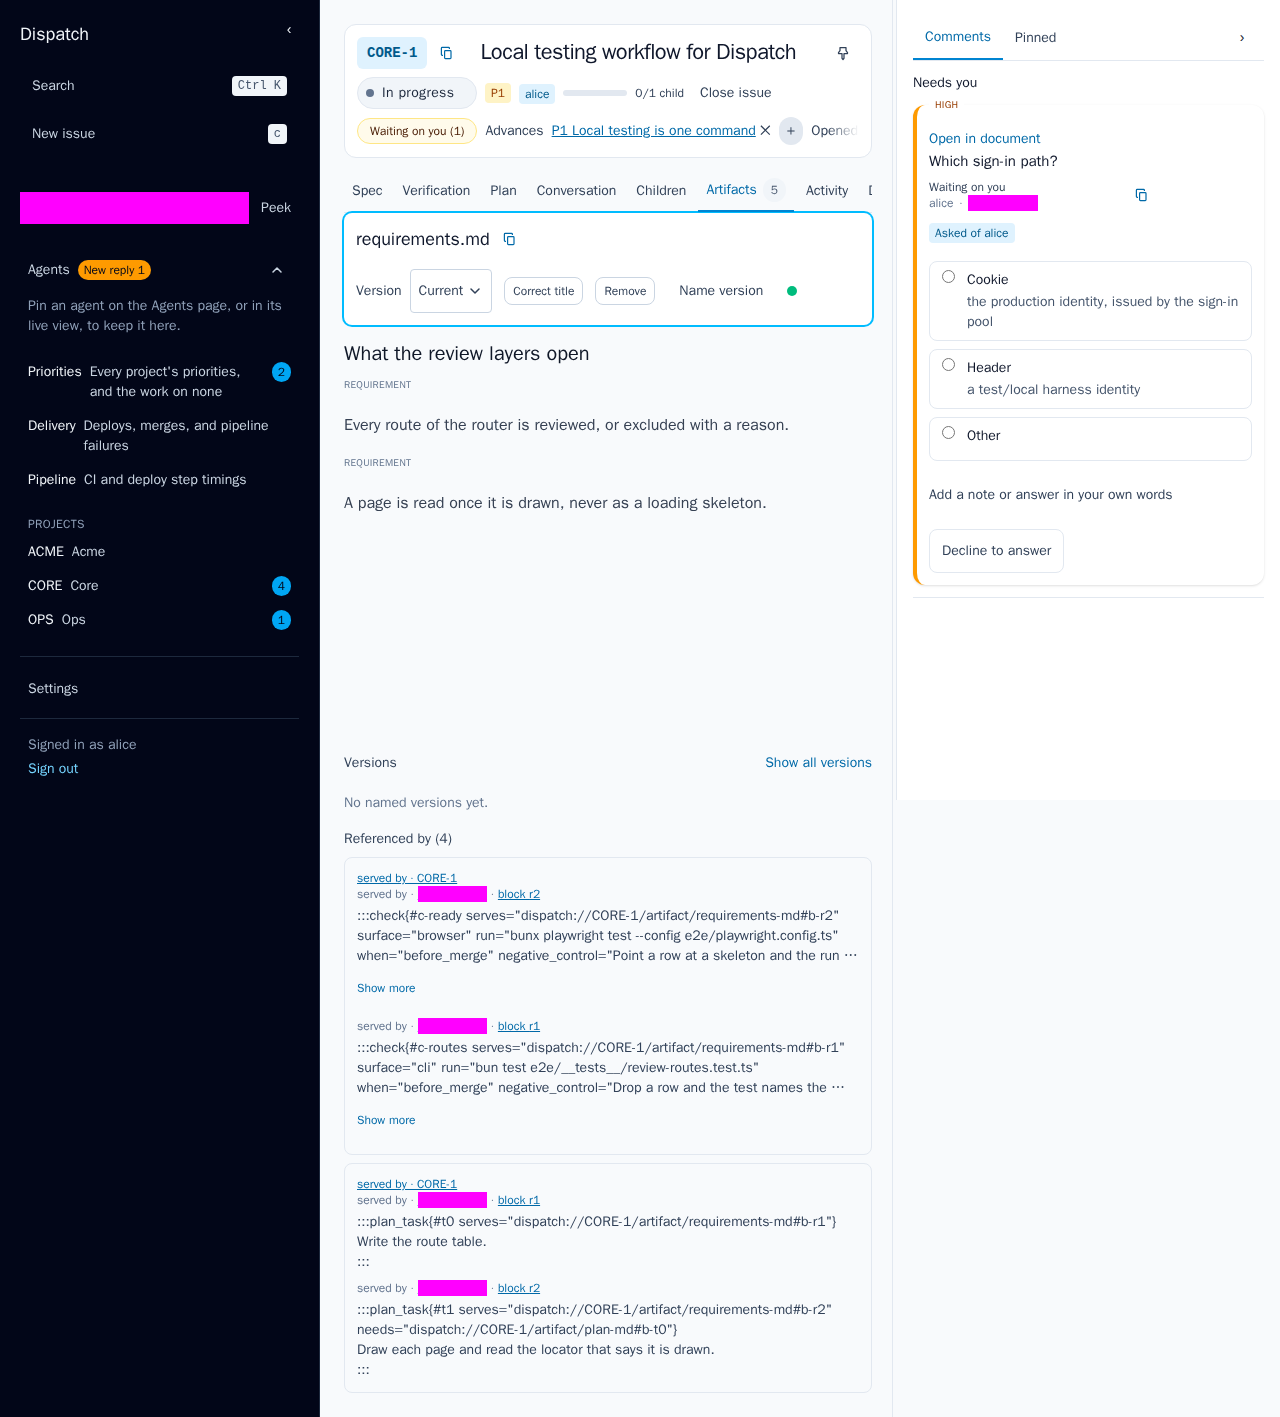 Dispatch
Search
Ctrl K
New issue
C
Peek
Agents
New reply 1
Pin an agent on the Agents page, or in its
live view, to keep it here.
Priorities
Every project's priorities,
and the work on none
2
Delivery
Deploys, merges, and pipeline
failures
Pipeline
CI and deploy step timings
PROJECTS
ACME Acme
CORE Core
4
OPS Ops
1
Settings
Signed in as alice
Sign out
CORE-1
Local testing workflow for Dispatch
In progress
P1
alice
0/1 child
Close issue
Waiting on you (1)
Advances
P1 Local testing is one command
Opened
Spec
Verification
Plan
Conversation
Children
Artifacts 5
Activity
requirements.md
Version
Current
Correct title
Remove
Name version
What the review layers open
REQUIREMENT
Every route of the router is reviewed, or excluded with a reason.
REQUIREMENT
A page is read once it is drawn, never as a loading skeleton.
Versions
Show all versions
No named versions yet.
Referenced by (4)
served by · CORE-1
served by · · block r2
:::check{#c-ready serves="dispatch://CORE-1/artifact/requirements-md#b-r2"
surface="browser" run="bunx playwright test --config e2e/playwright.config.ts"
when="before_merge" negative_control="Point a row at a skeleton and the run ⋯
Show more
served by · · block r1
:::check{#c-routes serves="dispatch://CORE-1/artifact/requirements-md#b-r1"
surface="cli" run="bun test e2e/__tests__/review-routes.test.ts"
when="before_merge" negative_control="Drop a row and the test names the ⋯
Show more
served by · CORE-1
served by · · block r1
:::plan_task{#t0 serves="dispatch://CORE-1/artifact/requirements-md#b-r1"}
Write the route table.
:::
served by · · block r2
:::plan_task{#t1 serves="dispatch://CORE-1/artifact/requirements-md#b-r2"
needs="dispatch://CORE-1/artifact/plan-md#b-t0"}
Draw each page and read the locator that says it is drawn.
:::
Comments
Pinned
Needs you
HIGH
Open in document
Which sign-in path?
Waiting on you
alice ·
Asked of alice
Cookie
the production identity, issued by the sign-in
pool
Header
a test/local harness identity
Other
Add a note or answer in your own words
Decline to answer